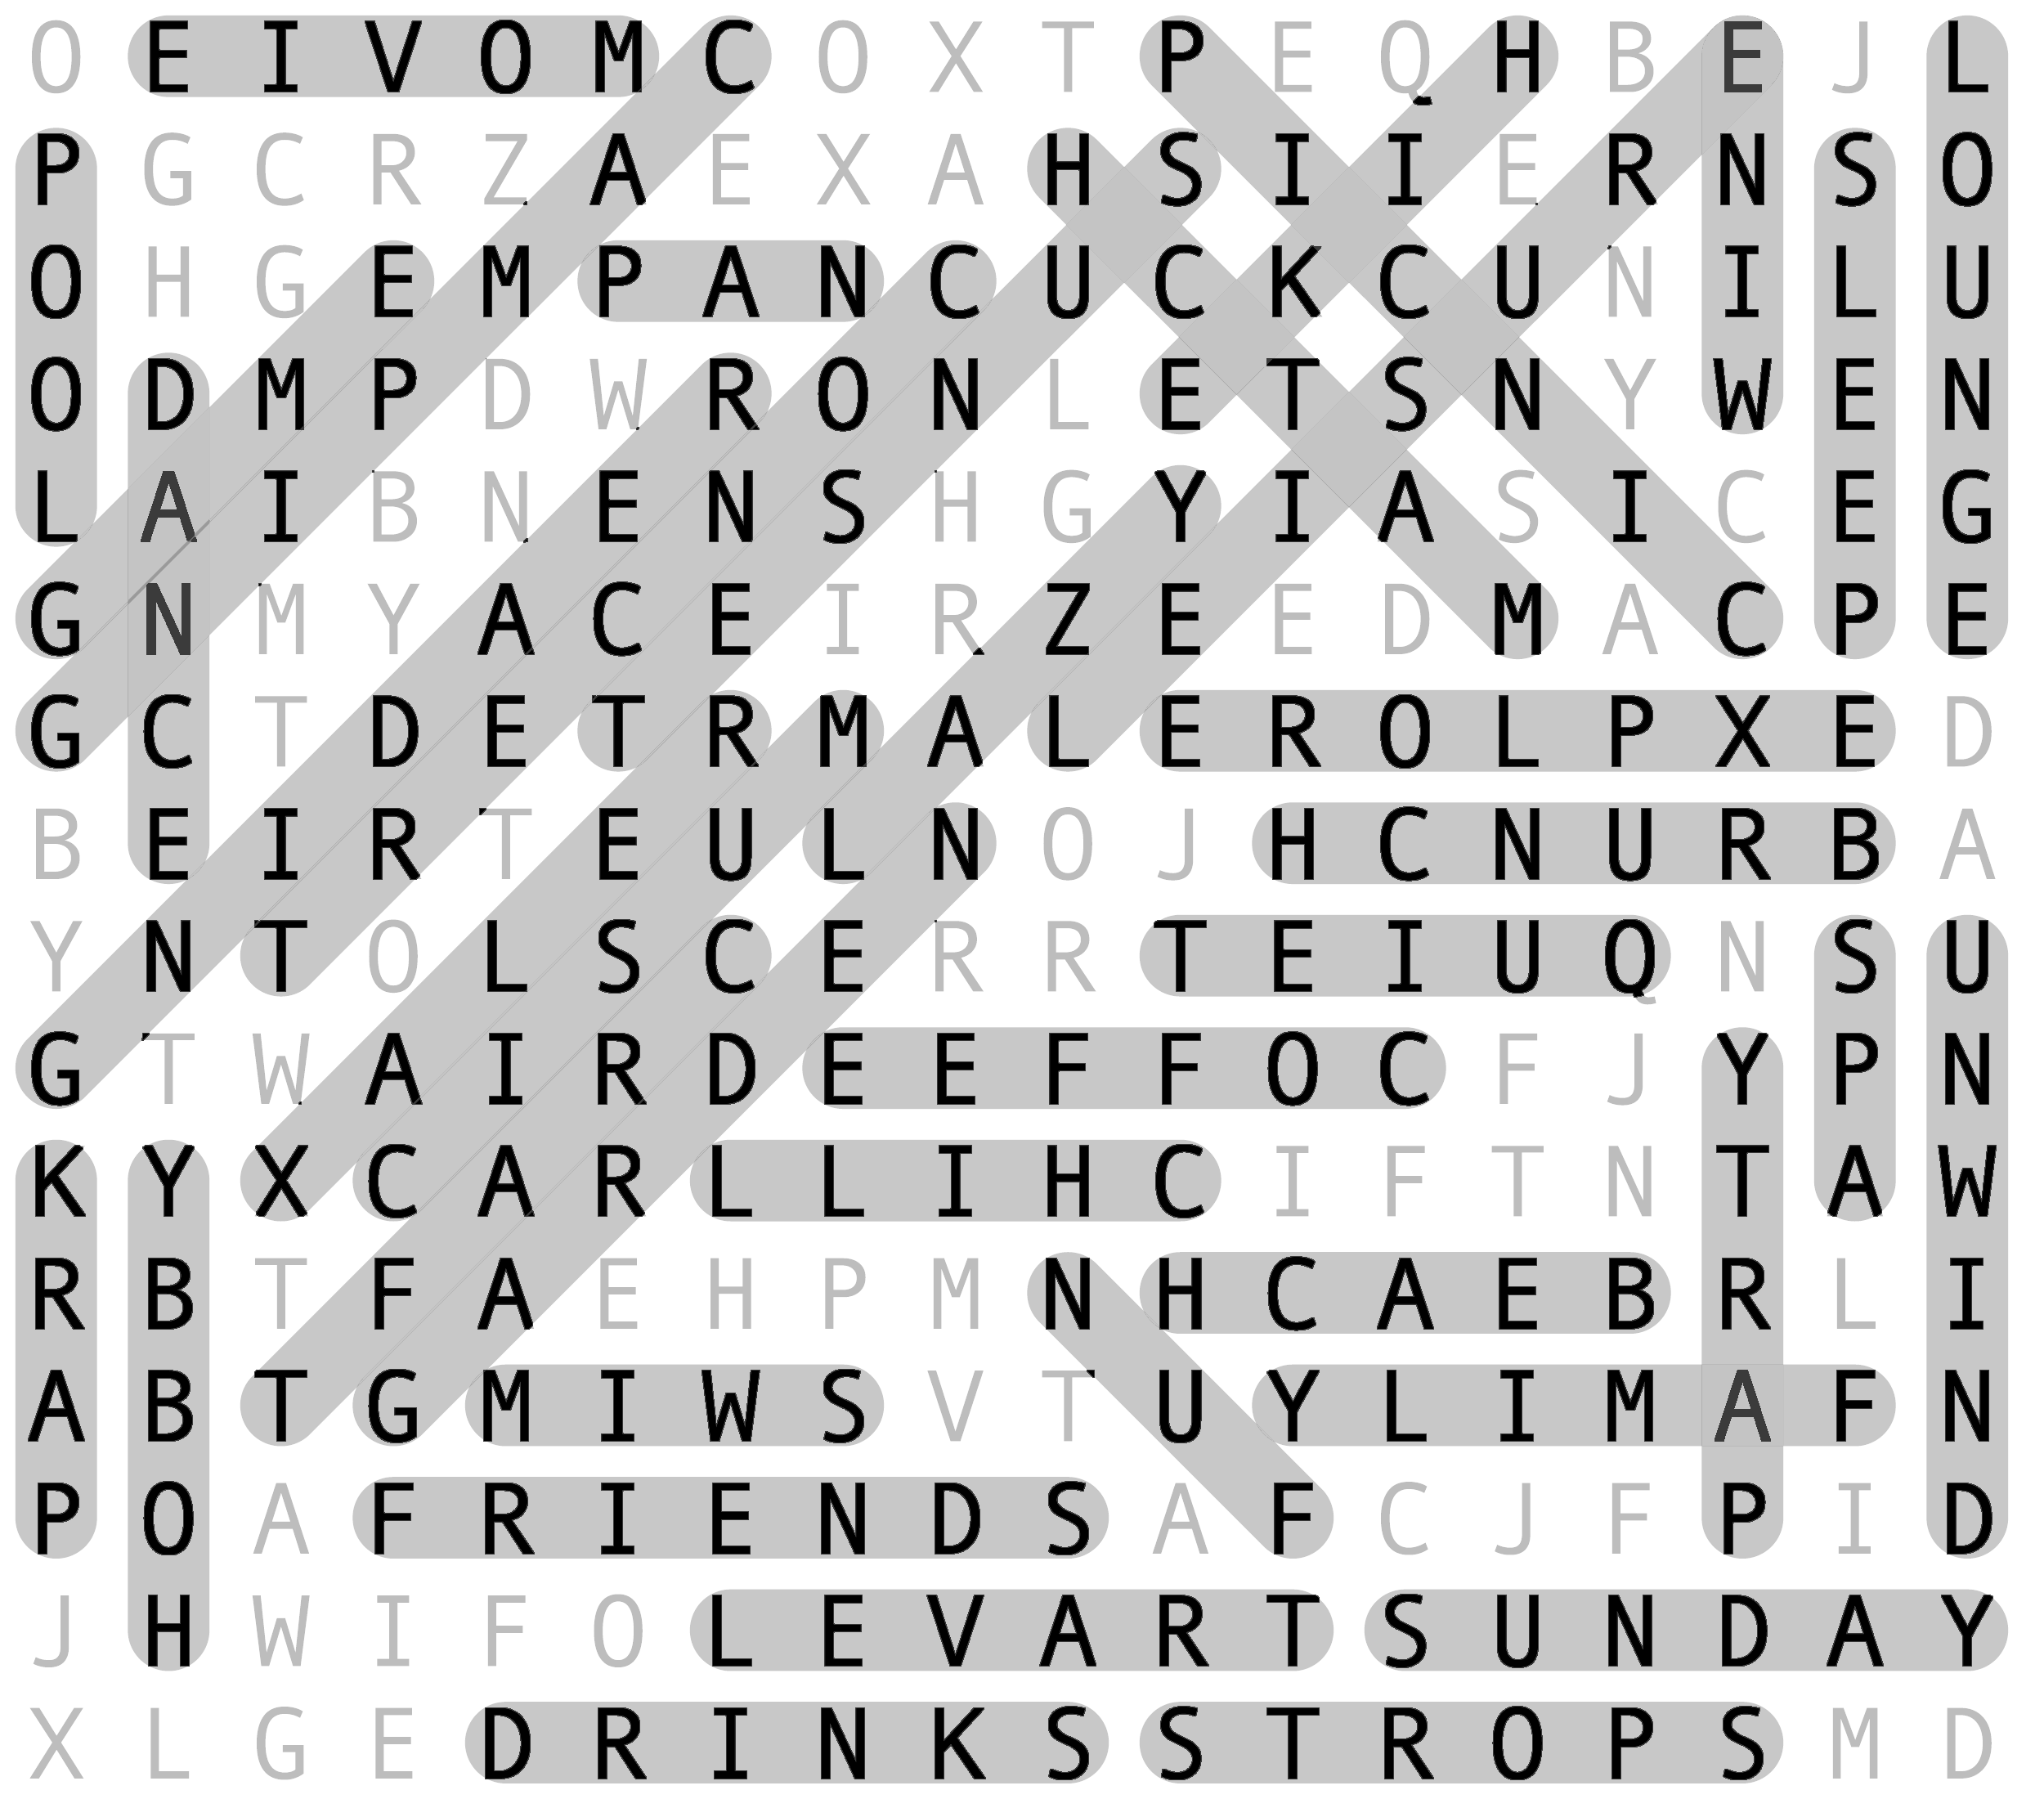 O E I V O M C O X T P E Q H B E J L
P G C R Z A E X A H S I I E R N S O
O H G E M P A N C U C K C U N I L U
O D M P D W R O N L E T S N Y W E N
L A I B N E N S H G Y I A S I C E G
G N M Y A C E I R Z E E D M A C P E
G C T D E T R M A L E R O L P X E D
B E I R T E U L N O J H C N U R B A
Y N T O L S C E R R T E I U Q N S U
G T W A I R D E E F F O C F J Y P N
K Y X C A R L L I H C I F T N T A W
R B T F A E H P M N H C A E B R L I
A B T G M I W S V T U Y L I M A F N
P O A F R I E N D S A F C J F P I D
J H W I F O L E V A R T S U N D A Y
X L G E D R I N K S S T R O P S M D